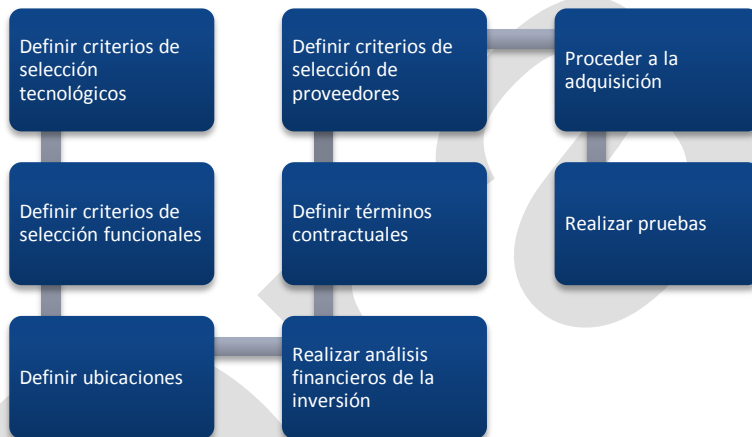 Definir criterios de
selección
tecnológicos
Definir criterios de
selección funcionales
Definir ubicaciones
Realizar análisis
financieros de la
inversión
Definir términos
contractuales
Definir criterios de
selección de
proveedores
Proceder a la
adquisición
Realizar pruebas